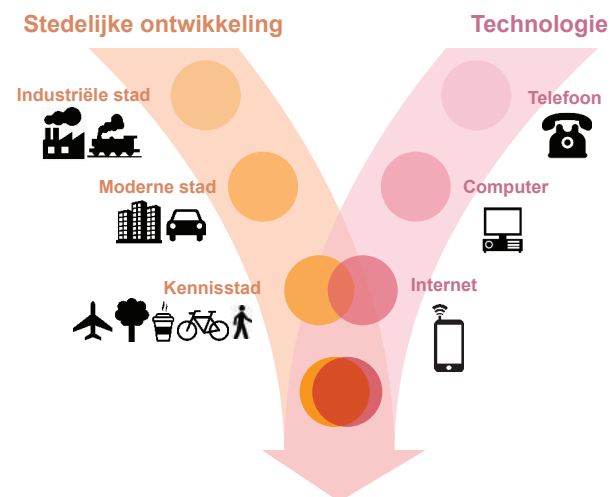 Stedelijke ontwikkeling
Technologie
Industriële stad
Telefoon
Moderne stad
Computer
Kennisstad
Internet